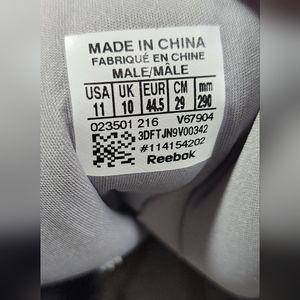 MADE IN CHINA
FABRIQUÉ EN CHINE
MALE/MÂLE
USA UK EUR CM mm
11 10 44.5 29 290
023501 216 V67904
3DFTJN9V00342
#114154202
Reebok